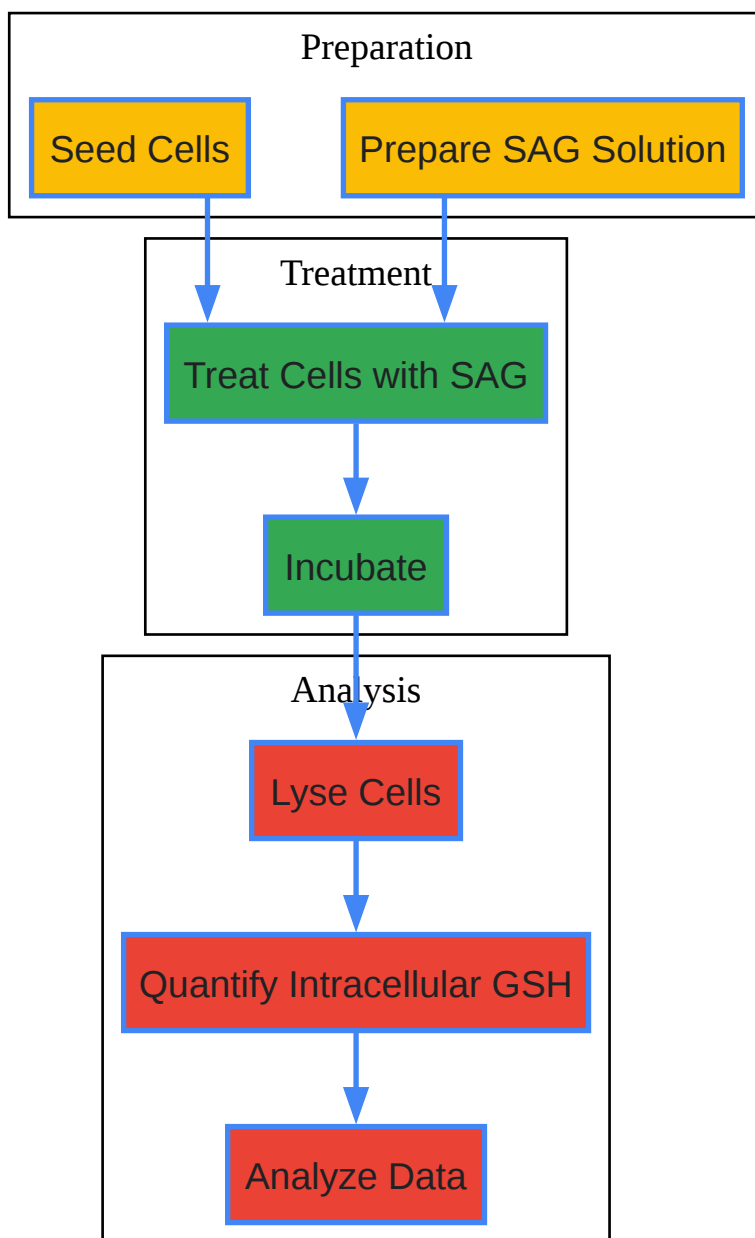 Preparation
Seed Cells
Prepare SAG Solution
Treatment
Treat Cells with SAG
Incubate
Analysis
Lyse Cells
Quantify Intracellular GSH
Analyze Data